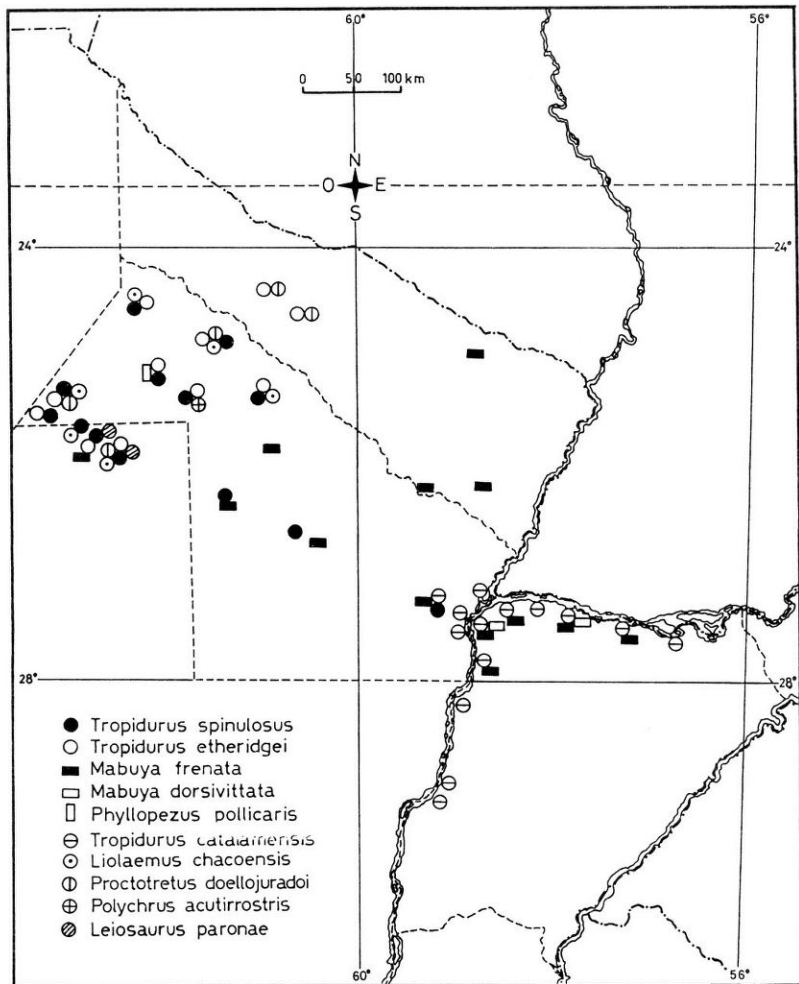 60° 56°
0 50 100 km
N
O E
S
24° 24°
28° 28°
Tropidurus spinulosus
Tropidurus etheridgei
Mabuya frenata
Mabuya dorsivittata
Phyllopezus pollicaris
Tropidurus
Liolaemus chacoensis
Proctotretus doellojuradoi
Polychrus acutirrostris
Leiosaurus paronae
60° 56°